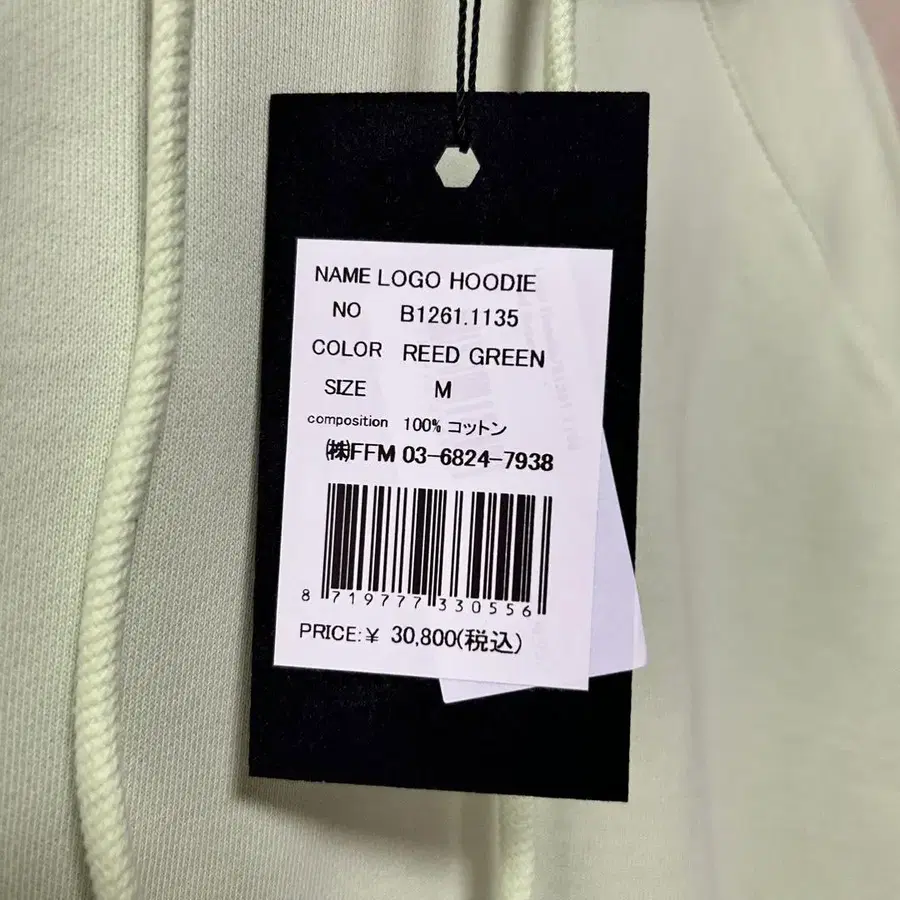 NAME LOGO HOODIE
NO B1261.1135
COLOR REED GREEN
SIZE M
composition 100% コットン
㈱FFM 03-6824-7938
8 719777 330556
PRICE:¥ 30,800(税込)